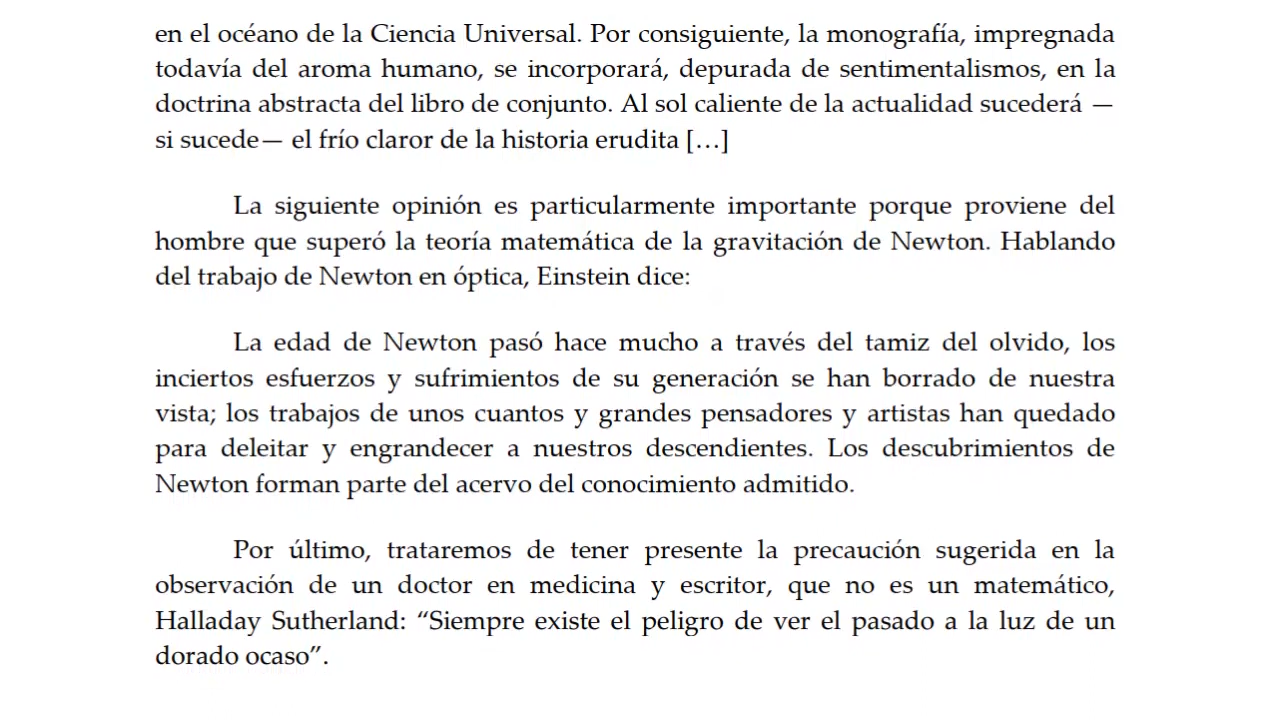 en el océano de la Ciencia Universal. Por consiguiente, la monografía, impregnada
todavía del aroma humano, se incorporará, depurada de sentimentalismos, en la
doctrina abstracta del libro de conjunto. Al sol caliente de la actualidad sucederá —
si sucede— el frío claror de la historia erudita […]
La siguiente opinión es particularmente importante porque proviene del
hombre que superó la teoría matemática de la gravitación de Newton. Hablando
del trabajo de Newton en óptica, Einstein dice:
La edad de Newton pasó hace mucho a través del tamiz del olvido, los
inciertos esfuerzos y sufrimientos de su generación se han borrado de nuestra
vista; los trabajos de unos cuantos y grandes pensadores y artistas han quedado
para deleitar y engrandecer a nuestros descendientes. Los descubrimientos de
Newton forman parte del acervo del conocimiento admitido.
Por último, trataremos de tener presente la precaución sugerida en la
observación de un doctor en medicina y escritor, que no es un matemático,
Halladay Sutherland: “Siempre existe el peligro de ver el pasado a la luz de un
dorado ocaso”.